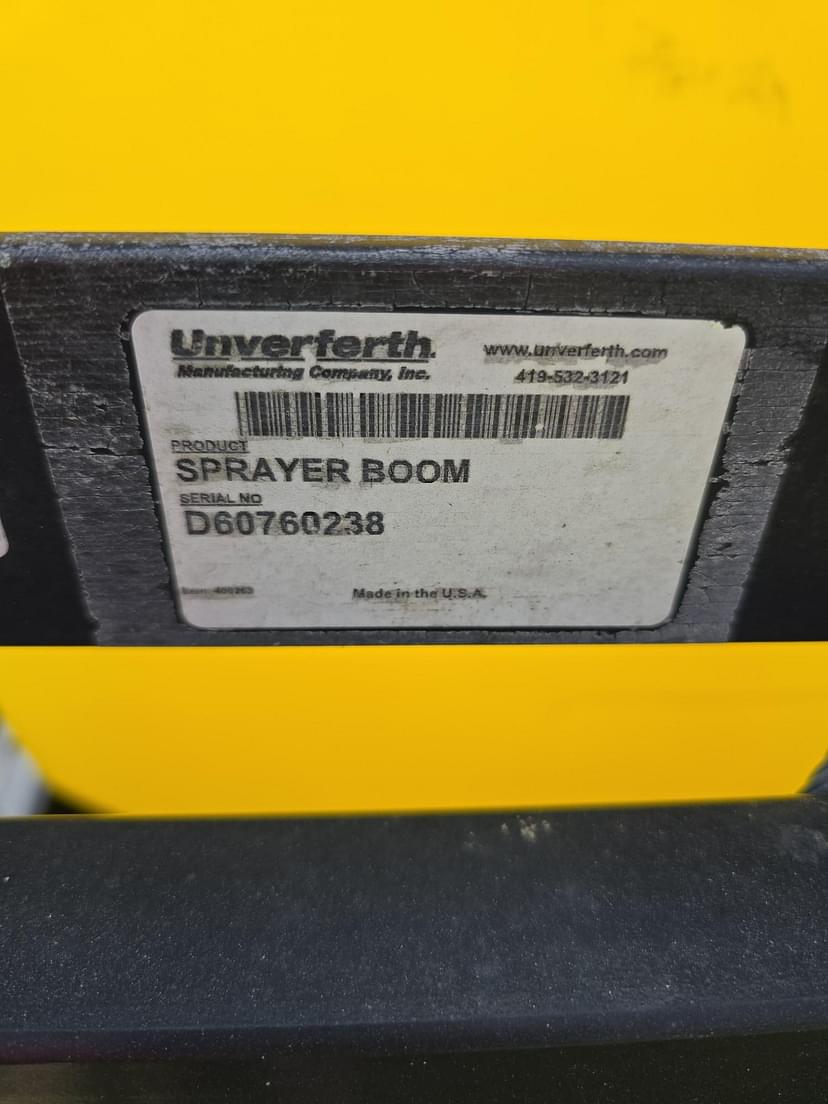 Unverferth.
Manufacturing Company, Inc.
www.unverferth.com
419-532-3121
PRODUCT
SPRAYER BOOM
SERIAL NO
D60760238
Made in the U.S.A.